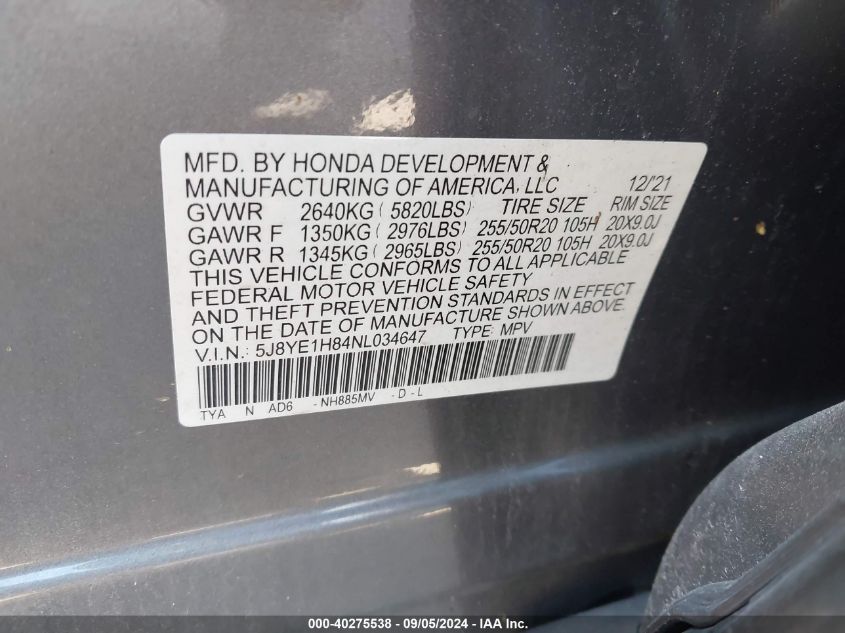 MFD. BY HONDA DEVELOPMENT &
MANUFACTURING OF AMERICA, LLC 12/21
GVWR 2640KG ( 5820LBS) TIRE SIZE RIM SIZE
GAWR F 1350KG ( 2976LBS) 255/50R20 105H 20X9.0J
GAWR R 1345KG ( 2965LBS) 255/50R20 105H 20X9.0J
THIS VEHICLE CONFORMS TO ALL APPLICABLE
FEDERAL MOTOR VEHICLE SAFETY
AND THEFT PREVENTION STANDARDS IN EFFECT
ON THE DATE OF MANUFACTURE SHOWN ABOVE.
V.I.N.: 5J8YE1H84NL034647 TYPE: MPV
TYA N AD6 - NH885MV - D - L
000-40275538 - 09/05/2024 - IAA Inc.